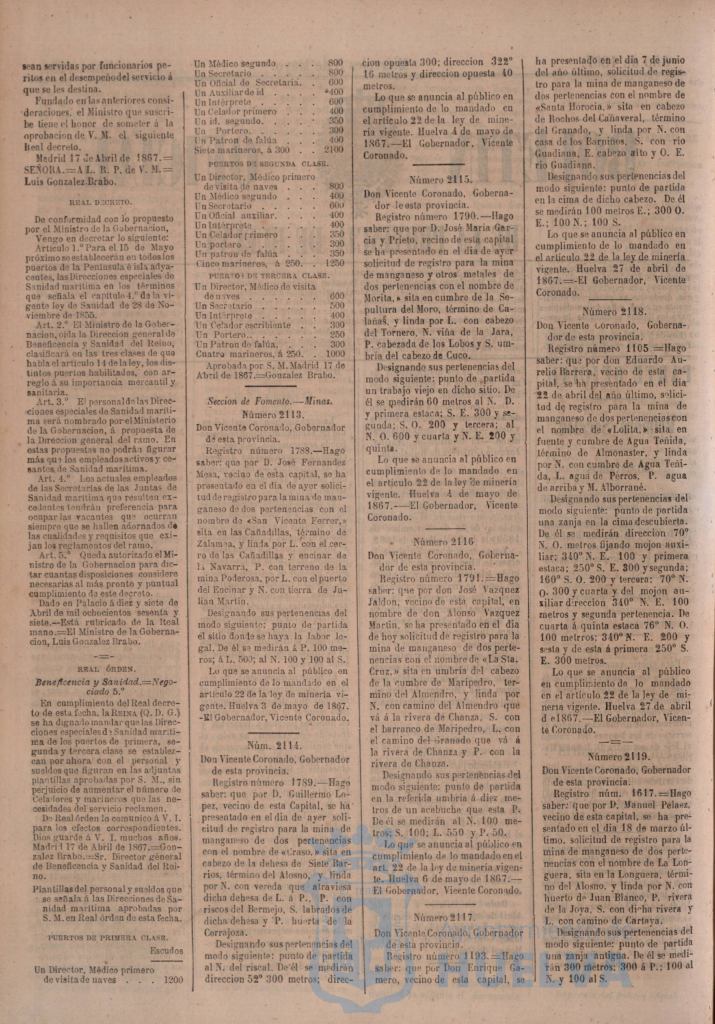 sean servidas por funcionarios pe-
ritos en el desempeño del servicio á
que se les destina.
Fundado en las anteriores consi-
deraciones, el Ministro que suscri-
be tiene el honor de someter á la
aprobacion de V. M. el siguiente
Real decreto.
Madrid 17 de Abril de 1867.=
SEÑORA.=A L. R. P. de V. M.=
Luis Gonzalez Brabo.
REAL DECRETO.
De conformidad con lo propuesto
por el Ministro de la Gobernacion,
Vengo en decretar lo siguiente:
Artículo 1.º Para el 15 de Mayo
próximo se establecerán en todos los
puertos de la Península é isla adya-
centes, las Direcciones especiales de
Sanidad marítima en los términos
que señala el capítulo 4.º de la vi-
gente ley de Sanidad de 28 de No-
viembre de 1855.
Art. 2.º El Ministro de la Gober-
nacion, oida la Direccion general de
Beneficencia y Sanidad del Reino,
clasificará en las tres clases de que
habla el artículo 14 de la ley, los dis-
tintos puertos habilitados, con ar-
reglo á su importancia mercantil y
sanitaria.
Art. 3.º El personal de las Direc-
ciones especiales de Sanidad marít-
ima será nombrado por el Ministerio
de la Gobernacion, á propuesta de
la Direccion general del ramo. En
estas propuestas no podrán figurar
más que los empleados activos y ce-
santes de Sanidad marítima.
Art. 4.º Los actuales empleados
de las Secretarías de las Juntas de
Sanidad marítima que resulten ex-
cedentes tendrán preferencia para
ocupar las vacantes que ocurran
siempre que se hallen adornados de
las cualidades y requisitos que exi-
jan los reglamentos del ramo.
Art. 5.º Queda autorizado el Mi-
nistro de la Gobernacion para dic-
tar cuantas disposiciones considere
necesarias al más pronto y puntual
cumplimiento de este decreto.
Dado en Palacio á diez y siete de
Abril de mil ochocientos sesenta y
siete.—Está rubricado de la Real
mano.=El Ministro de la Goberna-
cion, Luis Gonzalez Brabo.
REAL ÓRDEN.
Beneficencia y Sanidad.=Nego-
ciado 5.º
En cumplimiento del Real decre-
to de esta fecha, la REINA (Q. D. G.)
se ha dignado mandar que las Direc-
ciones especiales de Sanidad maríti-
ma de los puertos de primera, se-
gunda y tercera clase se establez-
can por ahora con el personal y
sueldos que figuran en las adjuntas
plantillas aprobadas por S. M., sin
perjuicio de aumentar el número de
Celadores y marineros que las ne-
cesidades del servicio reclamen.
De Real órden lo comunico á V. I.
para los efectos correspondientes.
Dios guarde á V. I. muchos años.
Madrid 17 de Abril de 1867.=Gon-
zalez Brabo.=Sr. Director general
de Beneficencia y Sanidad del Rei-
no.
Plantillas del personal y sueldos que
se señala á las Direcciones de Sa-
nidad marítima aprobadas por
S. M. en Real órden de esta fecha.
PUERTOS DE PRIMERA CLASE.
Escudos
Un Director, Médico primero
de visita de naves . . . 1200
Un Médico segundo . . . 800
Un Secretario . . . . . 800
Un Oficial de Secretaría. . 600
Un Auxiliar de id . . . . 400
Un Intérprete . . . . . 600
Un Celador primero . . . 400
Un id. segundo. . . . . 350
Un Portero. . . . . . 300
Un Patron de falúa . . . 400
Siete marineros, á 300 . . 2100
PUERTOS DE SEGUNDA CLASE.
Un Director, Médico primero
de visita de naves . . . 800
Un Médico segundo . . . 400
Un Secretario . . . . . 600
Un Oficial auxiliar. . . . 400
Un Intérprete . . . . . 400
Un Celador primero . . . 350
Un portero . . . . . . 300
Un patron de falúa . . . 350
Cinco marineros, á 250. . 1250
PUERTO DE TERCERA CLASE.
Un Director, Médico de visita
de naves . . . . . . 600
Un Secretario . . . . . 500
Un Intérprete . . . . . 400
Un Celador escribiente . . 300
Un Portero. . . . . . 250
Un Patron de falúa. . . . 300
Cuatro marineros, á 250. . 1000
Aprobada por S. M. Madrid 17 de
Abril de 1867.=Gonzalez Brabo.
Seccion de Fomento.—Minas.
Número 2113.
Don Vicente Coronado, Gobernador
de esta provincia.
Registro número 1788.—Hago
saber: que por D. José Fernandez
Mosa, vecino de esta capital, se ha
presentado en el dia de ayer solici-
tud de registro para la mina de man-
ganeso de dos pertenencias con el
nombre de «San Vicente Ferrer,»
sita en las Cañadillas, término de
Zalamea, y linda por L. con el cer-
ro de las Cañadillas y encinar de
la Navarra, P. con terreno de la
mina Poderosa, por L. con el puerto
del Encinar y N. con tierra de Ju-
lian Martin.
Designando sus pertenencias del
modo siguiente: punto de partida
el sitio donde se haya la labor le-
gal. De él se medirán á P. 100 me-
tros; á L. 500; al N. 100 y 100 al S.
Lo que se anuncia al público en
cumplimiento de lo mandado en el
artículo 22 de la ley de minería vi-
gente. Huelva 3 de mayo de 1867.
-El Gobernador, Vicente Coronado.
Núm. 2114.
Don Vicente Coronado, Gobernador
de esta provincia.
Registro número 1789.—Hago
saber: que por D. Guillermo Lo-
pez, vecino de esta Capital, se ha
presentado en el dia de ayer soli-
citud de registro para la mina de
manganeso de dos pertenencias
con el nombre de «Craso,» sita en
cabezo de la dehesa de Siete Bar-
rios, término del Alosno, y linda
por N. con vereda que atraviesa
dicha dehesa de L. á P., P. con
riscos del Bermejo, S. labrados de
dicha dehesa y P. huerta de la
Cerrajoza.
Designando sus pertenencias del
modo siguiente: punto de partida
al N. del riscal. De él se medirán
direccion 52º 300 metros; direc-
cion opuesta 300; direccion 322º
16 metros y direccion opuesta 40
metros.
Lo que se anuncia al público en
cumplimiento de lo mandado en
el artículo 22 de la ley de mine-
ría vigente. Huelva 4 de mayo de
1867.—El Gobernador, Vicente
Coronado.
Número 2115.
Don Vicente Coronado, Goberna-
dor de esta provincia.
Registro número 1790.—Hago
saber: que por D. José Maria Gar-
cia y Prieto, vecino de esta capital
se ha presentado en el dia de ayer
solicitud de registro para la mina
de manganeso y otros metales de
dos pertenencias con el nombre de
Morita,» sita en cumbre de la Se-
pultura del Moro, término de Ca-
lañas, y linda por L. con cabezo
del Tornero, N. viña de la Jara,
P. cabezada de los Lobos y S. um-
bria del cabezo de Cuco.
Designando sus pertenencias del
modo siguiente: punto de partida
un trabajo viejo en dicho sitio. De
él se medirán 60 metros al N. D.
y primera estaca; S. E. 300 y se-
gunda; S. O. 200 y tercera; al
N. O. 600 y cuarta y N. E. 200 y
quinta.
Lo que se anuncia al público en
cumplimiento de lo mandado en
el artículo 22 de la ley de minería
vigente. Huelva 4 de mayo de
1867.—El Gobernador, Vicente
Coronado.
Número 2116
Don Vicente Coronado, Goberna-
dor de esta provincia.
Registro número 1791.=Hago
saber: que por don José Vazquez
Jaldon, vecino de esta capital, en
nombre de don Alonso Vazquez
Martin, se ha presentado en el dia
de hoy solicitud de registro para la
mina de manganeso de dos perte-
nencias con el nombre de «La Sta.
Cruz,» sita en umbría del cabezo
de la cumbre de Maripedro, tér-
mino del Almendro, y linda por
N. con camino del Almendro que
vá á la rivera de Chanza, S. con
el barranco de Maripedro, L. con
el camino del Granado que vá á
la rivera de Chanza y P. con la
rivera de Chanza.
Designando sus pertenencias del
modo siguiente: punto de partida
en la referida umbría á diez me-
tros de un acebuche que esta P.
De él se medirán al N. 100 me-
tros; S. 100; L. 550 y P. 50.
Lo que se anuncia al público en
cumplimiento de lo mandado en el
art. 22 de la ley de minería vigen-
te. Huelva 6 de mayo de 1867.—
El Gobernador, Vicente Coronado.
Número 2117.
Don Vicente Coronado, Gobernador
de esta provincia.
Registro número 1193.=Hago
saber: que por Don Enrique Ga-
mero, vecino de esta capital, se
ha presentado en el dia 7 de junio
del año último, solicitud de regis-
tro para la mina de manganeso de
dos pertenencias con el nombre de
«Santa Horocia,» sita en cabezo
de Rochos del Cañaveral, término
del Granado, y linda por N. con
casa de los Barriños, S. con rio
Guadiana, E. cabezo alto y O. E.
rio Guadiana.
Designando sus pertenencias del
modo siguiente: punto de partida
en la cima de dicho cabezo. De él
se medirán 100 metros E.; 300 O.
E.; 100 N.; 100 S.
Lo que se anuncia al público en
cumplimiento de lo mandado en el
artículo 22 de la ley de minería
vigente. Huelva 27 de abril de
1867.—El Gobernador, Vicente
Coronado.
Número 2118.
Don Vicente Coronado, Goberna-
dor de esta provincia.
Registro número 1105 =Hago
saber: que por don Eduardo Au-
relio Barrera, vecino de esta ca-
pital, se ha presentado en el dia
22 de abril del año último, solici-
tud de registro para la mina de
manganeso de dos pertenencias con
el nombre de «Lolita,» sita en
fuente y cumbre de Agua Teñida,
término de Almonaster, y linda
por N. con cumbre de Agua Teñi-
da, L. agua de Perros, P. agua
de arriba y M. Alborrané.
Designando sus pertenencias del
modo siguiente: punto de partida
una zanja en la cima descubierta.
De él se medirán direccion 70º
N. O. metros fijando mojon auxi-
liar; 340º N. E. 100 y primera
estaca; 250º S. E. 300 y segunda;
160º S. O. 200 y tercera: 70º N.
O. 300 y cuarta y del mojon au-
xiliar direccion 340º N. E. 100
metros y segunda pertenencia. De
cuarta á quinta estaca 76º N. O.
100 metros; 340º N. E. 200 y
sesta y de esta á primera 250º S.
E. 300 metros.
Lo que se anuncia al público
en cumplimiento de lo mandado en
el artículo 22 de la ley de mi-
nería vigente. Huelva 27 de abril
de 1867.—El Gobernador, Vicen-
te Coronado.
Número 2119.
Don Vicente Coronado, Gobernador
de esta provincia.
Registro núm. 1617.—Hago
saber: que por D. Manuel Pelaez,
vecino de esta capital, se ha pre-
sentado en el dia 18 de marzo úl-
timo, solicitud de registro para la
mina de manganeso de dos perte-
nencias con el nombre de La Lon-
guera, sita en la Longuera, térmi-
no del Alosno, y linda por N. con
huerto de Juan Blanco, P. rivera
de la Joya, S. con dicha rivera y
L. con camino de Cartaya.
Designando sus pertenencias del
modo siguiente: punto de partida
una zanja antigua. De él se medi-
rán 300 metros; 300 á P.; 100 al
N. y 100 al S.